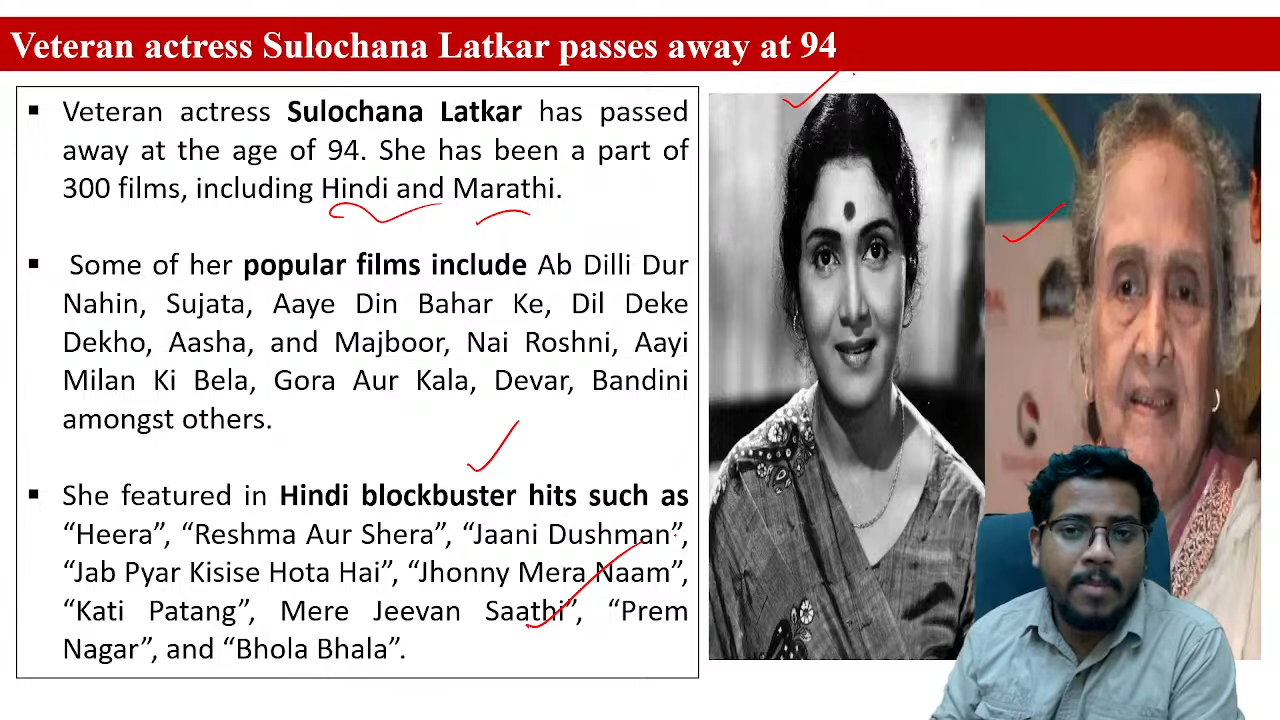 Veteran actress Sulochana Latkar passes away at 94
▪ Veteran actress Sulochana Latkar has passed
away at the age of 94. She has been a part of
300 films, including Hindi and Marathi.
▪ Some of her popular films include Ab Dilli Dur
Nahin, Sujata, Aaye Din Bahar Ke, Dil Deke
Dekho, Aasha, and Majboor, Nai Roshni, Aayi
Milan Ki Bela, Gora Aur Kala, Devar, Bandini
amongst others.
▪ She featured in Hindi blockbuster hits such as
“Heera”, “Reshma Aur Shera”, “Jaani Dushman”,
“Jab Pyar Kisise Hota Hai”, “Jhonny Mera Naam”,
“Kati Patang”, Mere Jeevan Saathi”, “Prem
Nagar”, and “Bhola Bhala”.